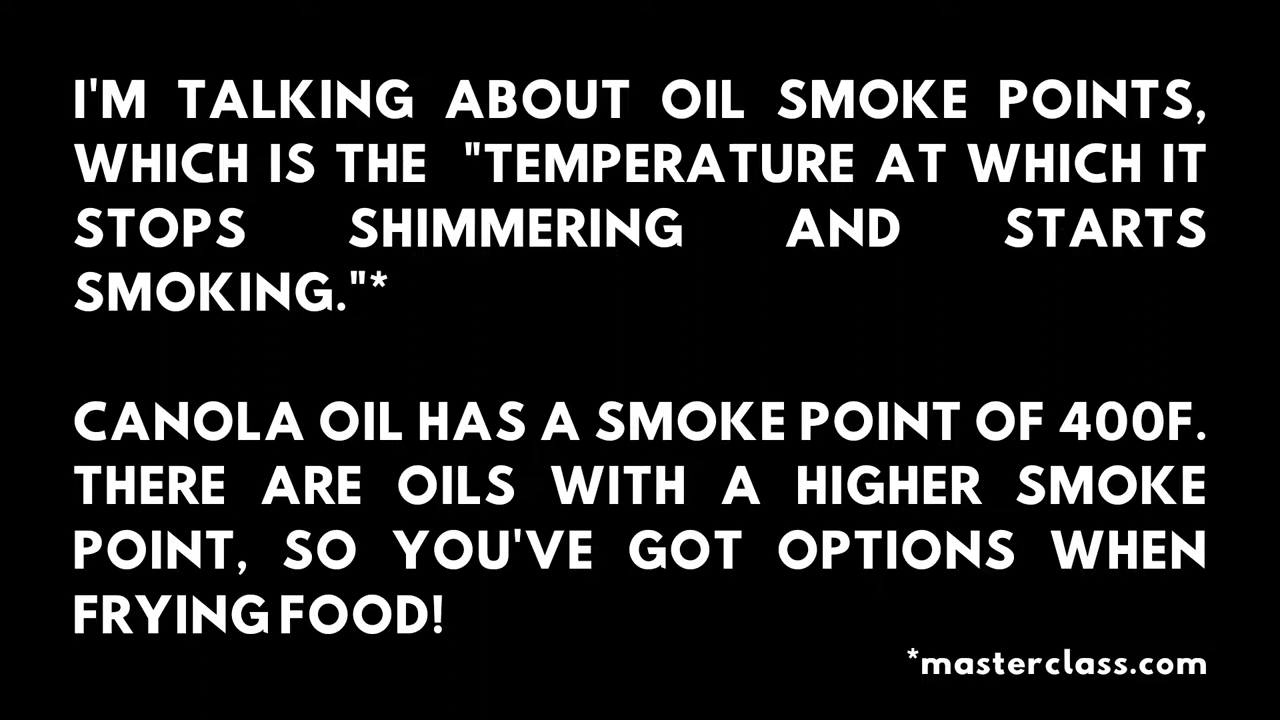 I'M TALKING ABOUT OIL SMOKE POINTS,
WHICH IS THE "TEMPERATURE AT WHICH IT
STOPS SHIMMERING AND STARTS
SMOKING."*
CANOLA OIL HAS A SMOKE POINT OF 400F.
THERE ARE OILS WITH A HIGHER SMOKE
POINT, SO YOU'VE GOT OPTIONS WHEN
FRYING FOOD!
*masterclass.com